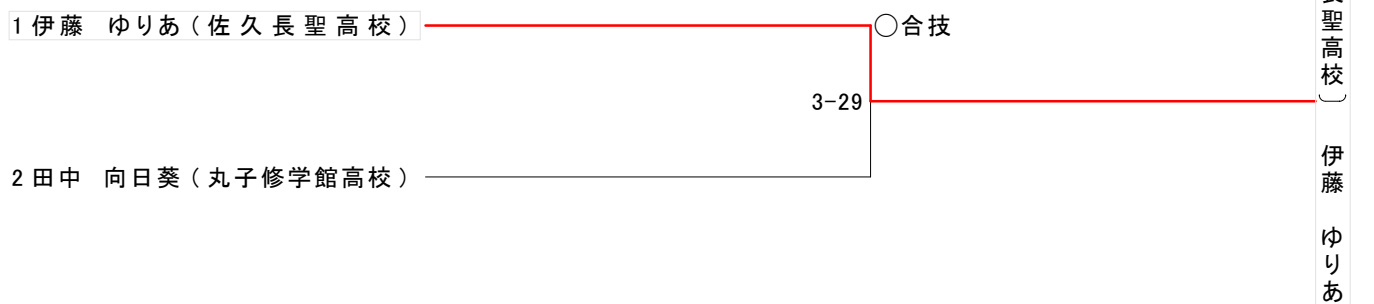 1 伊藤 ゆりあ (佐久長聖高校)
○合技
3-29
2 田中 向日葵 (丸子修学館高校)
聖高校) 伊藤 ゆりあ